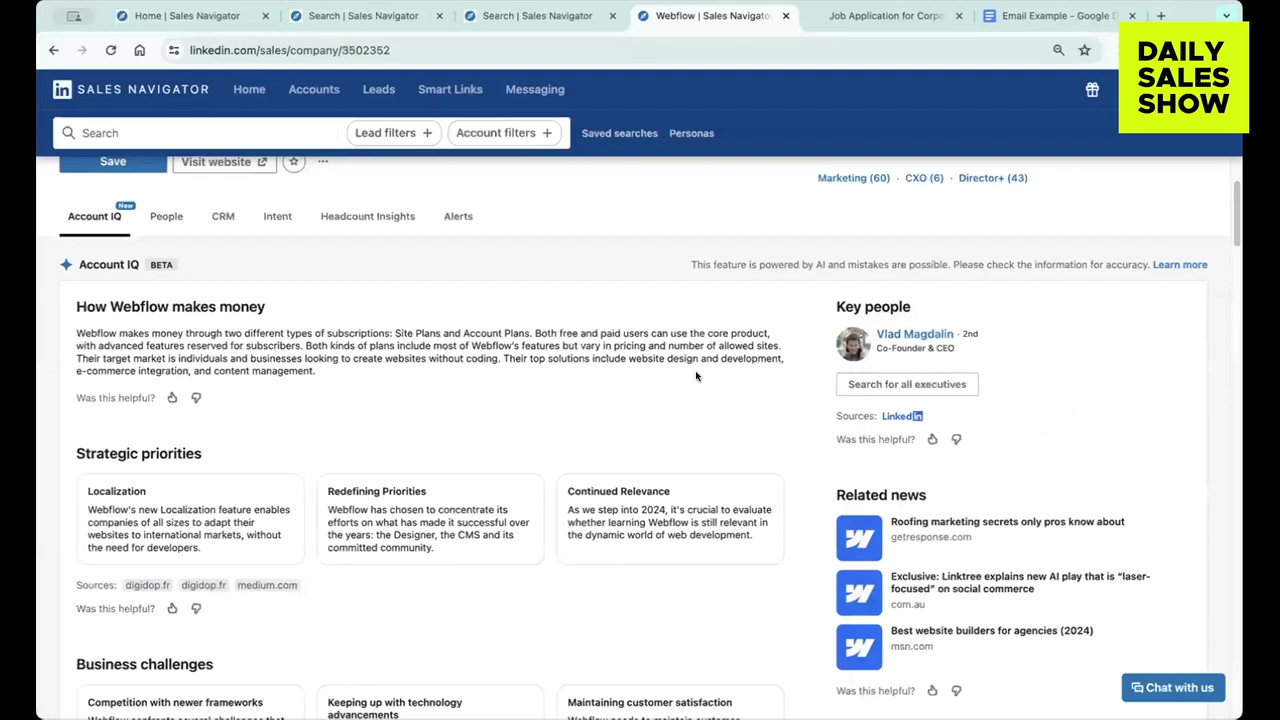 Home | Sales Navigator
Search | Sales Navigator
Search | Sales Navigator
Webflow | Sales Navigato
Job Application for Corpo
Email Example - Google D
linkedin.com/sales/company/3502352
DAILY
SALES
SHOW
in SALES NAVIGATOR
Home
Accounts
Leads
Smart Links
Messaging
Search
Lead filters +
Account filters +
Saved searches
Personas
Save
Visit website
...
Marketing (60) · CXO (6) · Director+ (43)
New
Account IQ
People
CRM
Intent
Headcount Insights
Alerts
Account IQ BETA
This feature is powered by AI and mistakes are possible. Please check the information for accuracy. Learn more
How Webflow makes money
Webflow makes money through two different types of subscriptions: Site Plans and Account Plans. Both free and paid users can use the core product,
with advanced features reserved for subscribers. Both kinds of plans include most of Webflow's features but vary in pricing and number of allowed sites.
Their target market is individuals and businesses looking to create websites without coding. Their top solutions include website design and development,
e-commerce integration, and content management.
Was this helpful?
Key people
Vlad Magdalin · 2nd
Co-Founder & CEO
Search for all executives
Sources: Linkedin
Was this helpful?
Strategic priorities
Localization
Webflow's new Localization feature enables
companies of all sizes to adapt their
websites to international markets, without
the need for developers.
Redefining Priorities
Webflow has chosen to concentrate its
efforts on what has made it successful over
the years: the Designer, the CMS and its
committed community.
Continued Relevance
As we step into 2024, it's crucial to evaluate
whether learning Webflow is still relevant in
the dynamic world of web development.
Sources: digidop.fr digidop.fr medium.com
Was this helpful?
Related news
Roofing marketing secrets only pros know about
getresponse.com
Exclusive: Linktree explains new AI play that is "laser-
focused" on social commerce
com.au
Best website builders for agencies (2024)
msn.com
Was this helpful?
Business challenges
Competition with newer frameworks
Keeping up with technology
advancements
Maintaining customer satisfaction
Chat with us